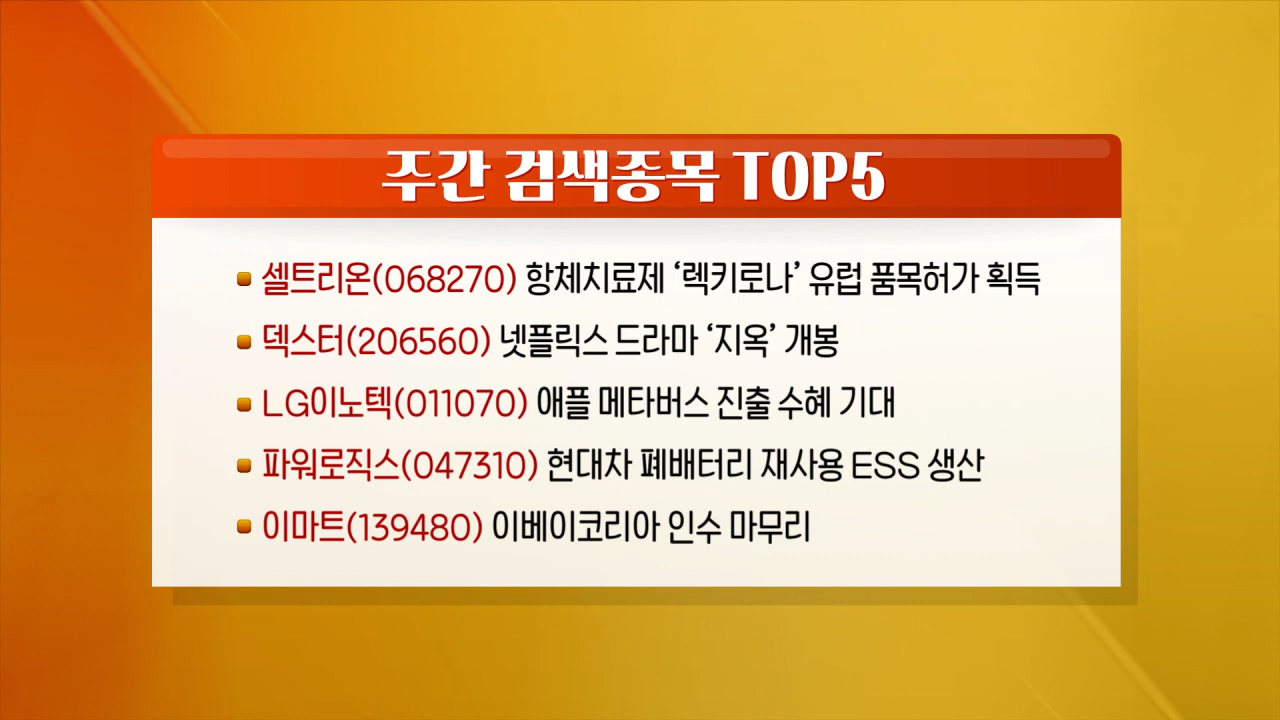 주간 검색종목 TOP5
셀트리온(068270) 항체치료제 ‘렉키로나’ 유럽 품목허가 획득
덱스터(206560) 넷플릭스 드라마 ‘지옥’ 개봉
LG이노텍(011070) 애플 메타버스 진출 수혜 기대
파워로직스(047310) 현대차 폐배터리 재사용 ESS 생산
이마트(139480) 이베이코리아 인수 마무리